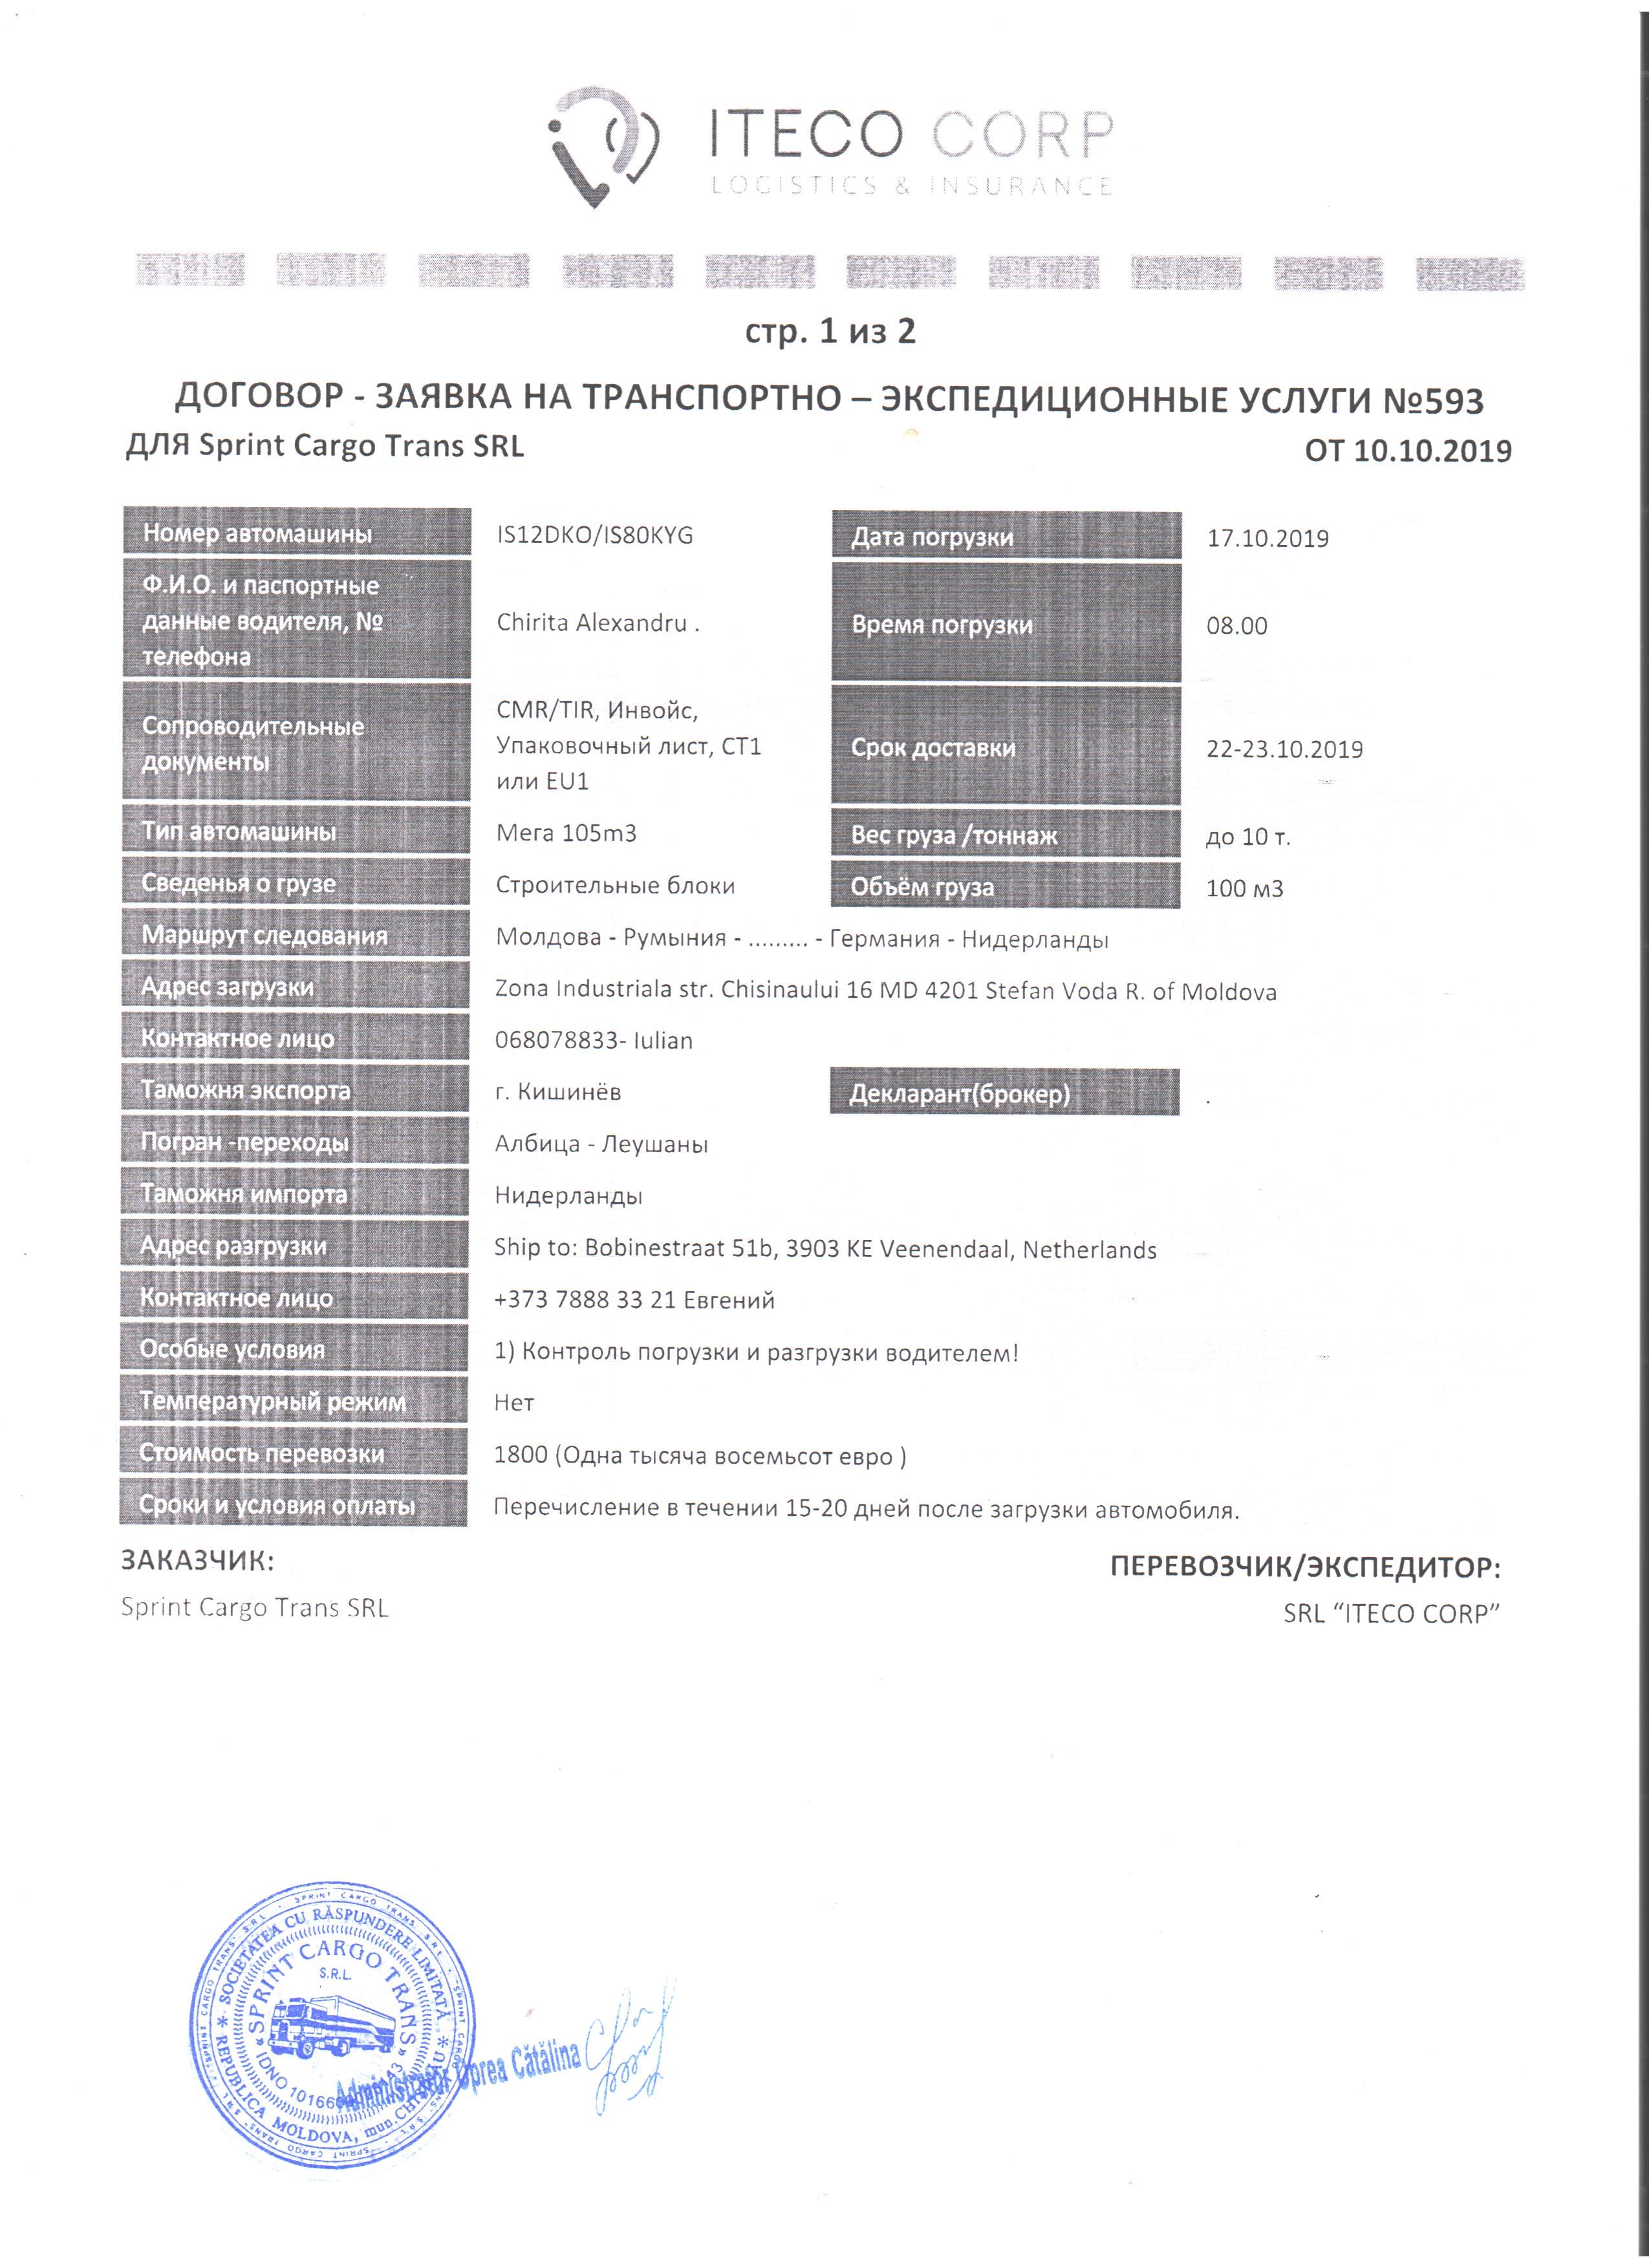 ITECO CORP
LOGISTICS & INSURANCE
стр. 1 из 2
ДОГОВОР - ЗАЯВКА НА ТРАНСПОРТНО – ЭКСПЕДИЦИОННЫЕ УСЛУГИ №593
ДЛЯ Sprint Cargo Trans SRL ОТ 10.10.2019
Номер автомашины IS12DKO/IS80KYG Дата погрузки 17.10.2019
Ф.И.О. и паспортные
данные водителя, № Chirita Alexandru . Время погрузки 08.00
телефона
CMR/TIR, Инвойс,
Сопроводительные
Упаковочный лист, СТ1 Срок доставки 22-23.10.2019
документы
или EU1
Тип автомашины Мега 105m3 Вес груза /тоннаж до 10 т.
Сведенья о грузе Строительные блоки Объём груза 100 м3
Маршрут следования Молдова - Румыния - ......... - Германия - Нидерланды
Адрес загрузки Zona Industriala str. Chisinaului 16 MD 4201 Stefan Voda R. of Moldova
Контактное лицо 068078833- Iulian
Таможня экспорта г. Кишинёв Декларант(брокер) .
Погран -переходы Албица - Леушаны
Таможня импорта Нидерланды
Адрес разгрузки Ship to: Bobinestraat 51b, 3903 KE Veenendaal, Netherlands
Контактное лицо +373 7888 33 21 Евгений
Особые условия 1) Контроль погрузки и разгрузки водителем!
Температурный режим Нет
Стоимость перевозки 1800 (Одна тысяча восемьсот евро )
Сроки и условия оплаты Перечисление в течении 15-20 дней после загрузки автомобиля.
ЗАКАЗЧИК: ПЕРЕВОЗЧИК/ЭКСПЕДИТОР:
Sprint Cargo Trans SRL SRL “ITECO CORP”
SPRINT CARGO TRANS S.R.L.
* SOCIETATEA CU RĂSPUNDERE LIMITATĂ *
REPUBLICA MOLDOVA, mun.
«SPRINT CARGO TRANS»
S.R.L.
IDNO
Administrator Oprea Cătălina